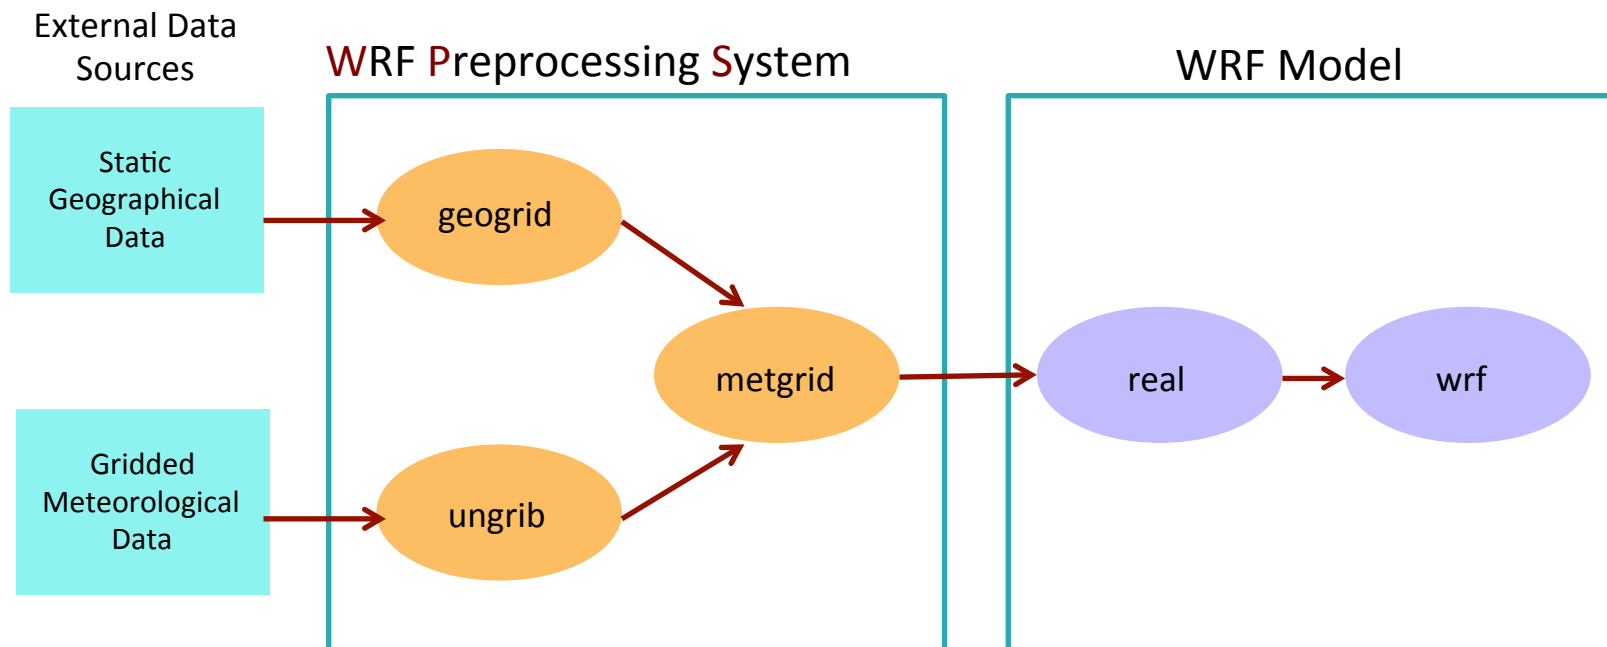 External Data
Sources
WRF Preprocessing System
WRF Model
Static
Geographical
Data
geogrid
metgrid
real
wrf
Gridded
Meteorological
Data
ungrib